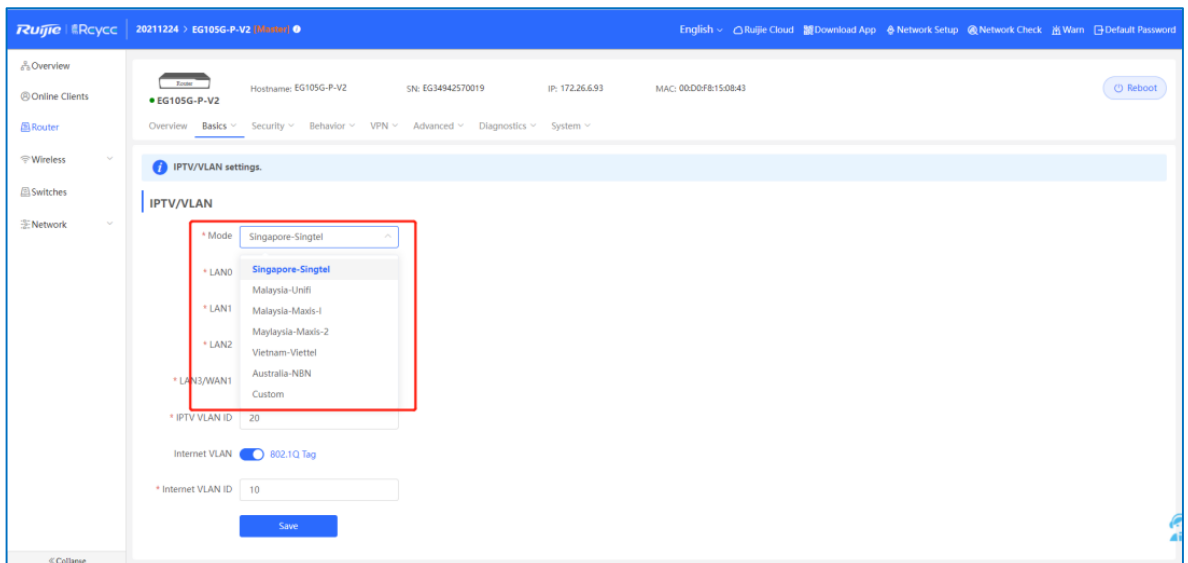 Ruijie | Rcycc 20211224 > EG105G-P-V2 [Master] English Ruijie Cloud Download App Network Setup Network Check Warn Default Password
Overview
Online Clients
Router
Wireless
Switches
Network
Collapse
Router
EG105G-P-V2
Hostname: EG105G-P-V2 SN: EG34942570019 IP: 172.26.6.93 MAC: 00:D0:F8:15:08:43
Reboot
Overview Basics Security Behavior VPN Advanced Diagnostics System
IPTV/VLAN settings.
IPTV/VLAN
* Mode Singapore-Singtel
* LAN0
* LAN1
* LAN2
* LAN3/WAN1
Singapore-Singtel
Malaysia-Unifi
Malaysia-Maxis-I
Maylaysia-Maxis-2
Vietnam-Viettel
Australia-NBN
Custom
* IPTV VLAN ID 20
Internet VLAN 802.1Q Tag
* Internet VLAN ID 10
Save